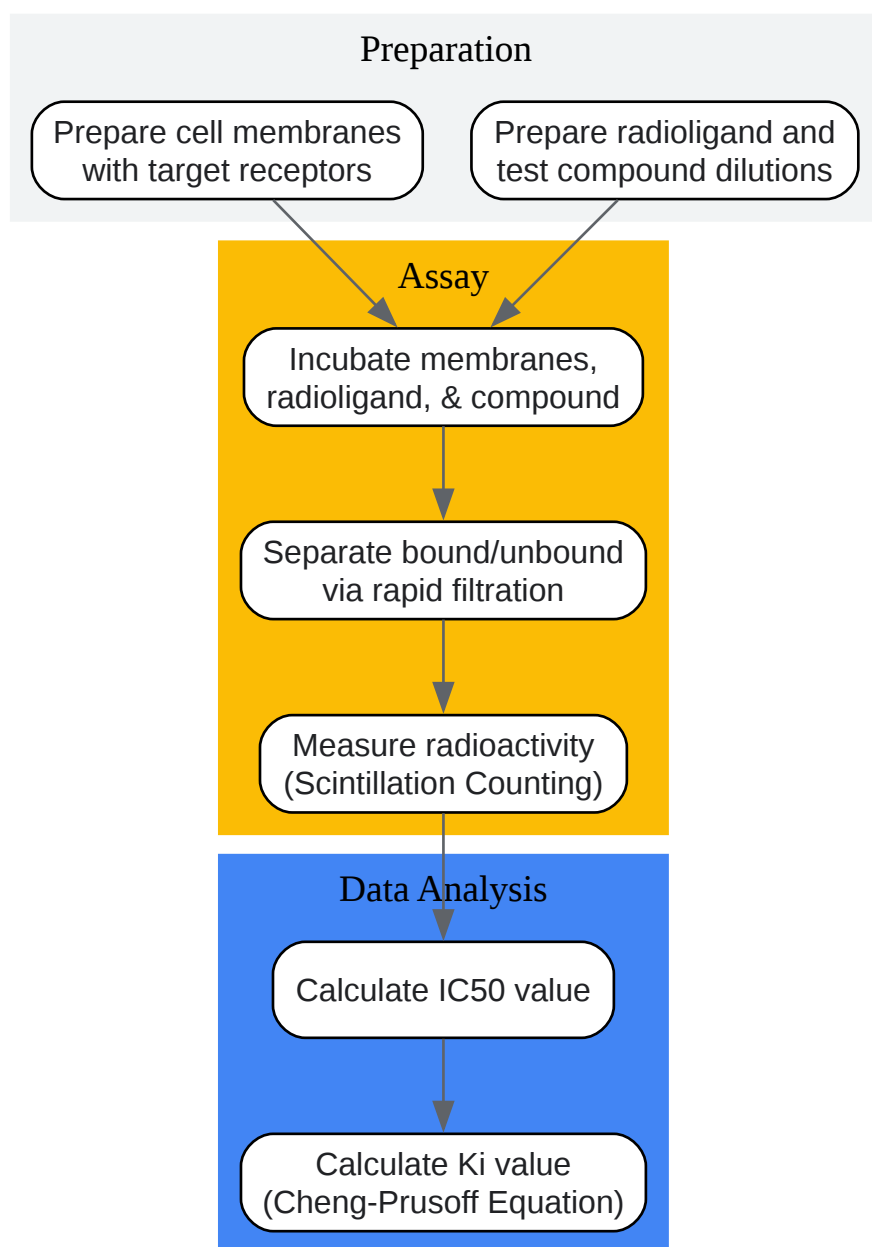 Preparation
Prepare cell membranes
with target receptors
Prepare radioligand and
test compound dilutions
Assay
Incubate membranes,
radioligand, & compound
Separate bound/unbound
via rapid filtration
Measure radioactivity
(Scintillation Counting)
Data Analysis
Calculate IC50 value
Calculate Ki value
(Cheng-Prusoff Equation)